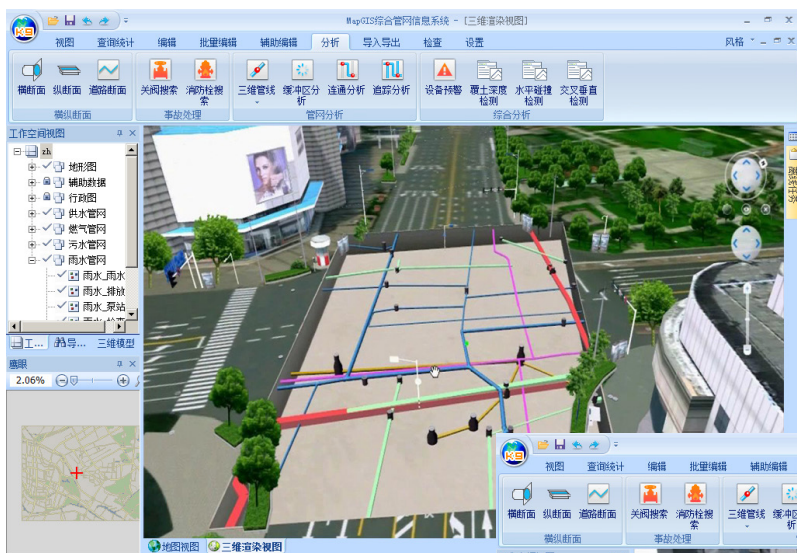 MapGIS综合管网信息系统 - [三维渲染视图]
K9
视图 查询统计 编辑 批量编辑 辅助编辑 分析 导入导出 检查 设置 风格
横断面 纵断面 道路断面 关阀搜索 消防栓搜索 三维管线 缓冲区分析 连通分析 追踪分析 设备预警 覆土深度检测 水平碰撞检测 交叉垂直检测
横纵断面 事故处理 管网分析 综合分析
工作空间视图
zh
地形图
辅助数据
行政图
供水管网
燃气管网
污水管网
雨水管网
雨水_雨水
雨水_排放
雨水_泵站
工... 导... 三维模型
鹰眼
2.06%
离线任务
地图视图 三维渲染视图
K9
视图 查询统计 编辑 批量编辑 辅助编辑
横断面 纵断面 道路断面 关阀搜索 消防栓搜索 三维管线
横纵断面 事故处理